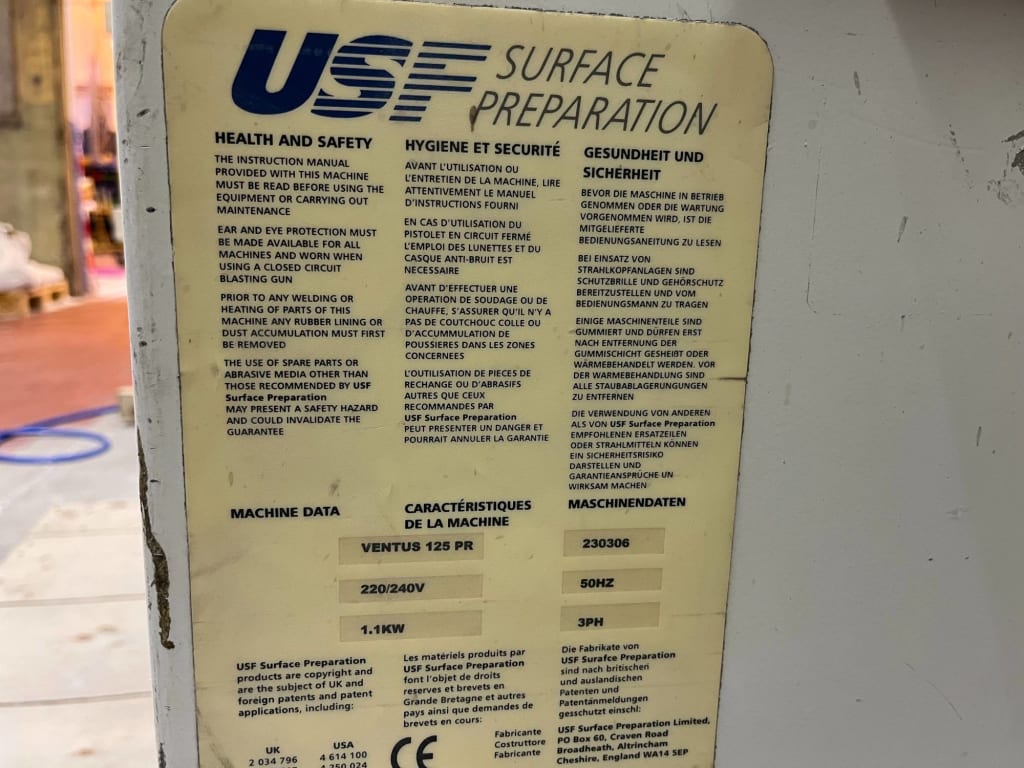 USF SURFACE
PREPARATION
HEALTH AND SAFETY
THE INSTRUCTION MANUAL
PROVIDED WITH THIS MACHINE
MUST BE READ BEFORE USING THE
EQUIPMENT OR CARRYING OUT
MAINTENANCE
EAR AND EYE PROTECTION MUST
BE MADE AVAILABLE FOR ALL
MACHINES AND WORN WHEN
USING A CLOSED CIRCUIT
BLASTING GUN
PRIOR TO ANY WELDING OR
HEATING OF PARTS OF THIS
MACHINE ANY RUBBER LINING OR
DUST ACCUMULATION MUST FIRST
BE REMOVED
THE USE OF SPARE PARTS OR
ABRASIVE MEDIA OTHER THAN
THOSE RECOMMENDED BY USF
Surface Preparation
MAY PRESENT A SAFETY HAZARD
AND COULD INVALIDATE THE
GUARANTEE
HYGIENE ET SECURITÉ
AVANT L'UTILISATION OU
L'ENTRETIEN DE LA MACHINE, LIRE
ATTENTIVEMENT LE MANUEL
D'INSTRUCTIONS FOURNI
EN CAS D'UTILISATION DU
PISTOLET EN CIRCUIT FERMÉ
L'EMPLOI DES LUNETTES ET DU
CASQUE ANTI-BRUIT EST
NECESSAIRE
AVANT D'EFFECTUER UNE
OPERATION DE SOUDAGE OU DE
CHAUFFE, S'ASSURER QU'IL N'Y A
PAS DE COUTCHOUC COLLE OU
D'ACCUMMULATION DE
POUSSIERES DANS LES ZONES
CONCERNEES
L'OUTILISATION DE PIECES DE
RECHANGE OU D'ABRASIFS
AUTRES QUE CEUX
RECOMMANDES PAR
USF Surface Preparation
PEUT PRESENTER UN DANGER ET
POURRAIT ANNULER LA GARANTIE
GESUNDHEIT UND
SICHERHEIT
BEVOR DIE MASCHINE IN BETRIEB
GENOMMEN ODER DIE WARTUNG
VORGENOMMEN WIRD, IST DIE
MITGELIEFERTE
BEDIENUNGSANEITUNG ZU LESEN
BEI EINSATZ VON
STRAHLKOPFANLAGEN SIND
SCHUTZBRILLE UND GEHÖRSCHUTZ
BEREITZUSTELLEN UND VOM
BEDIENUNGSMANN ZU TRAGEN
EINIGE MASCHINENTEILE SIND
GUMMIERT UND DÜRFEN ERST
NACH ENTFERNUNG DER
GUMMISCHICHT GESHEIßT ODER
WÄRMEBEHANDELT WERDEN. VOR
DER WARMEBEHANDLUNG SIND
ALLE STAUBABLAGERUNGUNGEN
ZU ENTFERNEN
DIE VERWENDUNG VON ANDEREN
ALS VON USF Surface Preparation
EMPFOHLENEN ERSATZEILEN
ODER STRAHLMITTELN KÖNNEN
EIN SICHERHEITSRISIKO
DARSTELLEN UND
GARANTIEANSPRÜCHE UN
WIRKSAM MACHEN
MACHINE DATA
CARACTÉRISTIQUES
DE LA MACHINE
MASCHINENDATEN
VENTUS 125 PR
230306
220/240V
50HZ
1.1KW
3PH
USF Surface Preparation
products are copyright and
are the subject of UK and
foreign patents and patent
applications, including:
Les matériels produits par
USF Surface Preparation
font l'objet de droits
reserves et brevets en
Grande Bretagne et autres
pays ainsi que demandes de
brevets en cours:
Die Fabrikate von
USF Surafce Preparation
sind nach britischen
und auslandischen
Patenten und
Patentanmeldungen
gesschutzt einschl:
UK
2 034 796
USA
4 614 100
4 250 024
CE
Fabricante
Costruttore
Fabricante
USF Surface Preparation Limited,
PO Box 60, Craven Road
Broadheath, Altrincham
Cheshire, England WA14 5EP